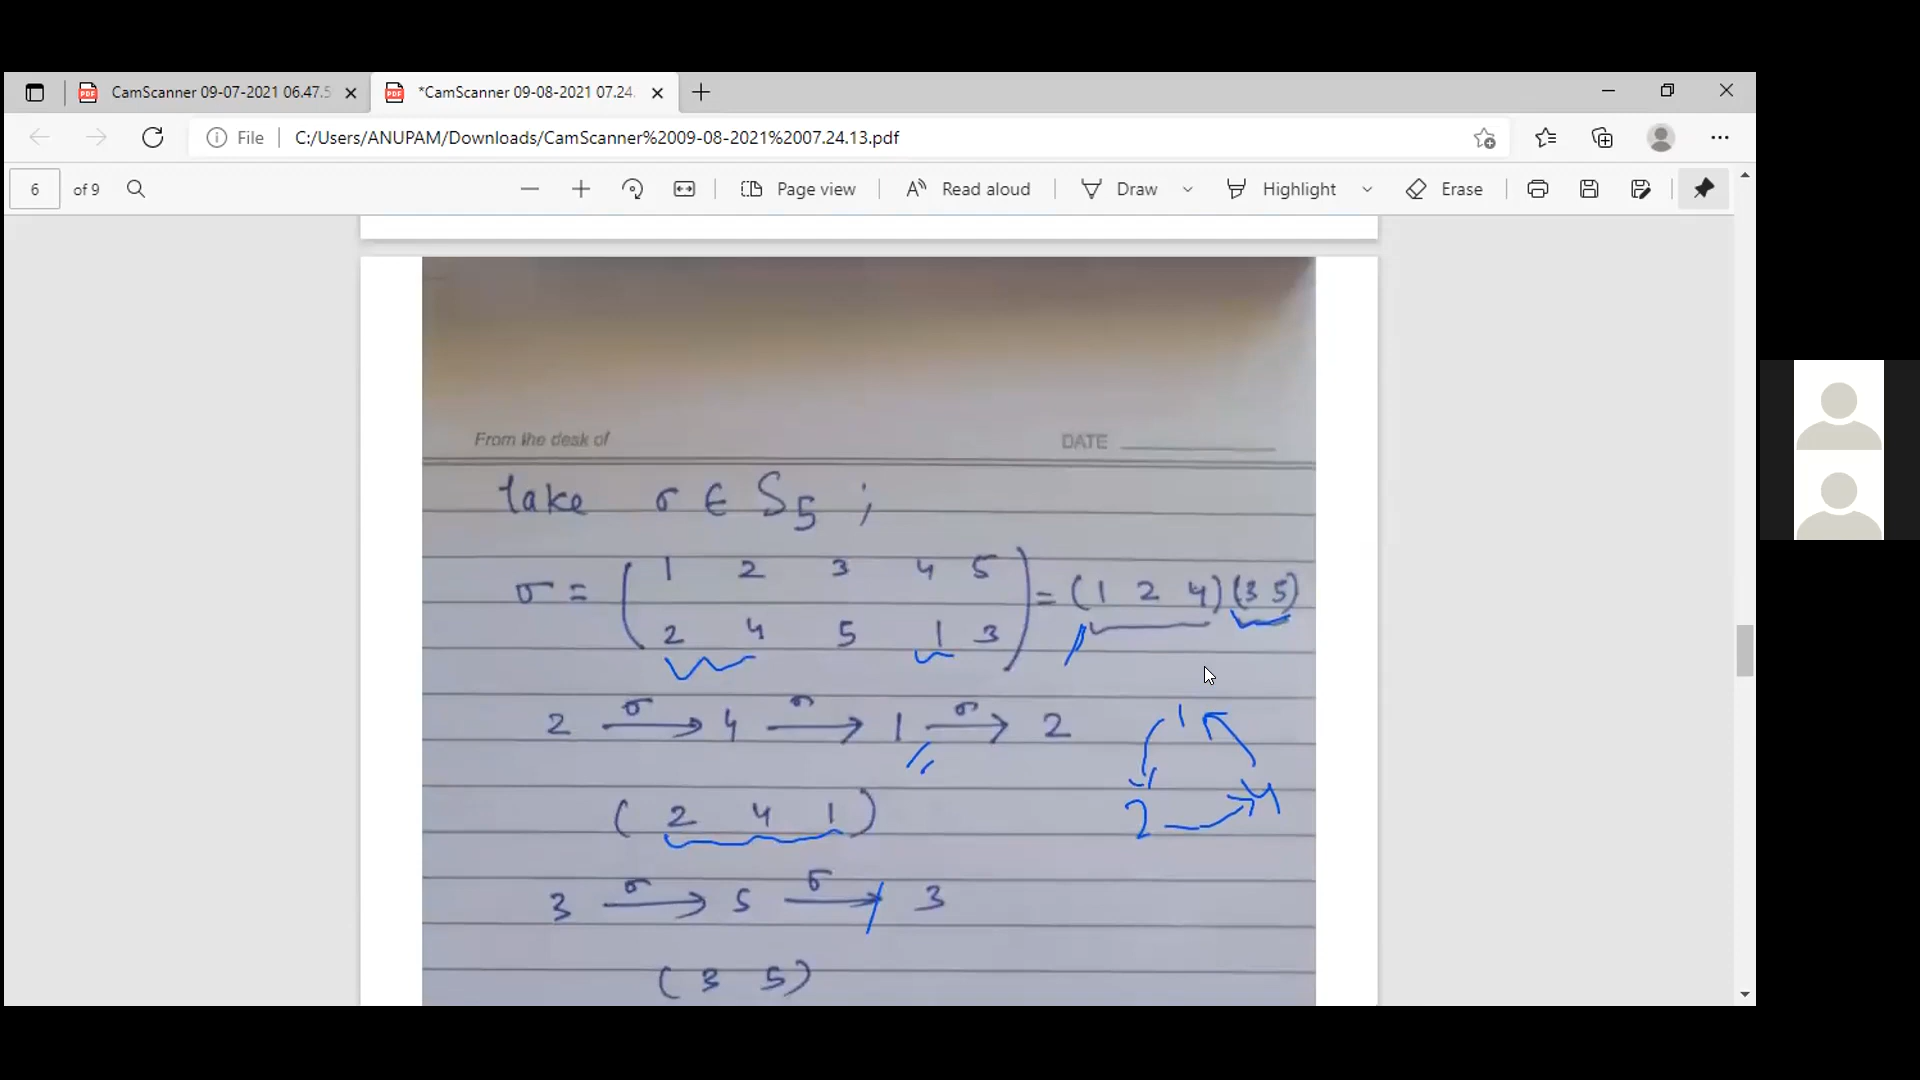 CamScanner 09-07-2021 06.47.5
*CamScanner 09-08-2021 07.24.
File C:/Users/ANUPAM/Downloads/CamScanner%2009-08-2021%2007.24.13.pdf
6 of 9 Page view Read aloud Draw Highlight Erase
From the desk of DATE
take σ ∈ S5 ;
1 2 3 4 5
σ = ( ) = (1 2 4)(3 5)
2 4 5 1 3
2 σ→ 4 σ→ 1 σ→ 2
1
2 4
( 2 4 1 )
3 σ→ 5 σ→ 3
( 3 5 )